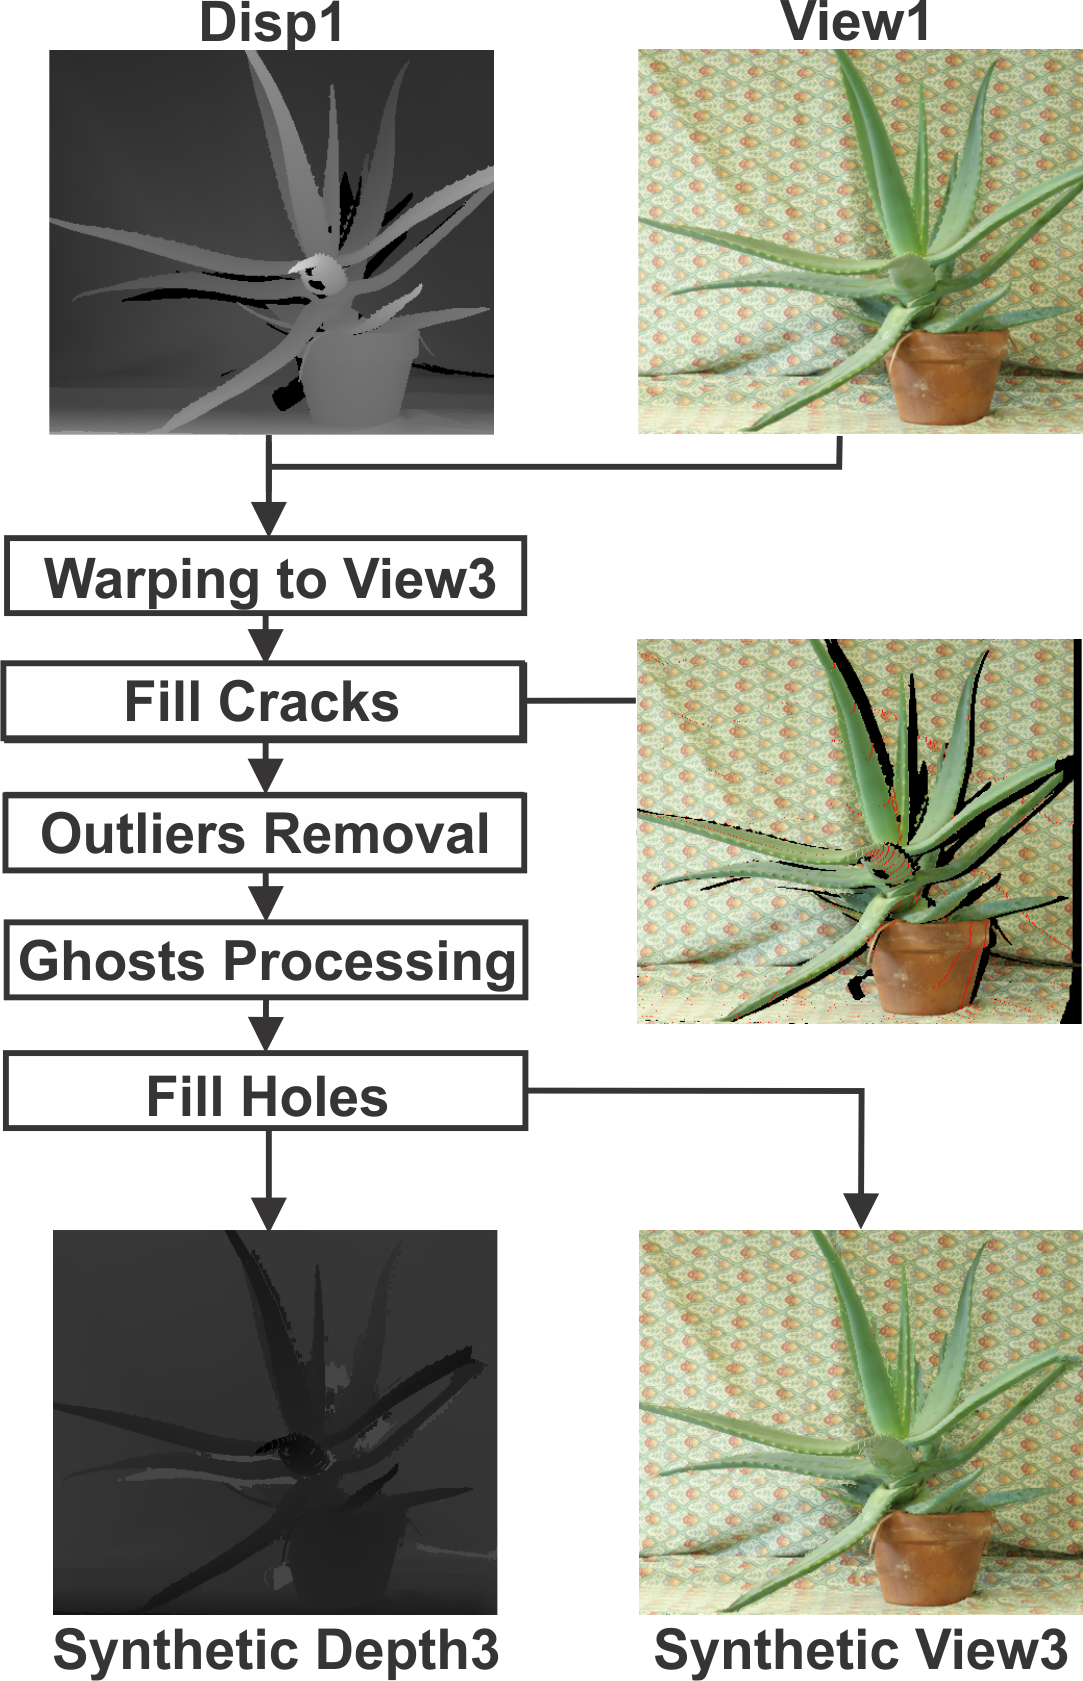 Disp1
View1
Warping to View3
Fill Cracks
Outliers Removal
Ghosts Processing
Fill Holes
Synthetic Depth3
Synthetic View3